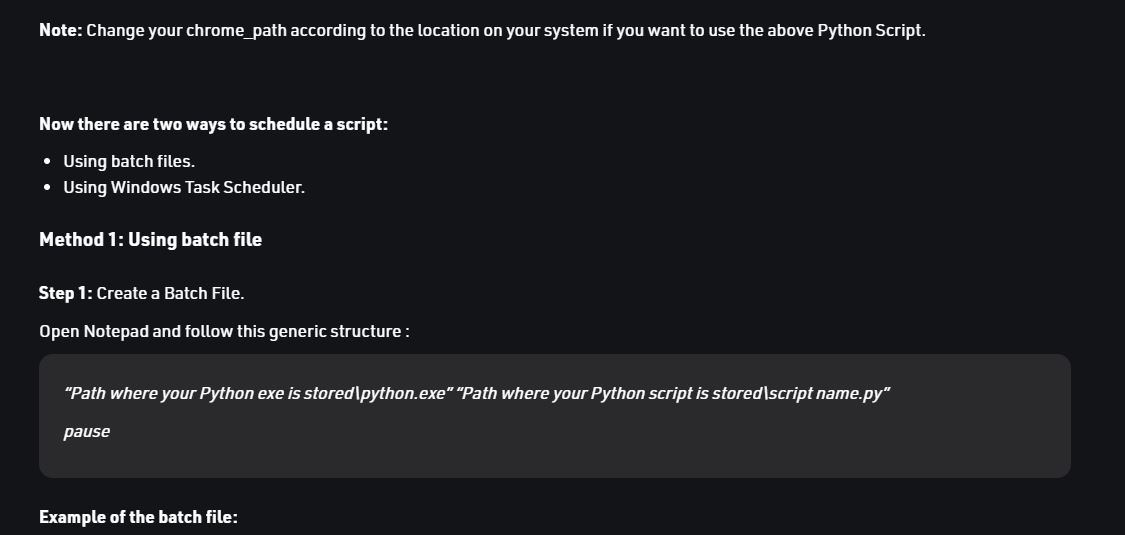 Note: Change your chrome_path according to the location on your system if you want to use the above Python Script.
Now there are two ways to schedule a script:
• Using batch files.
• Using Windows Task Scheduler.
Method 1: Using batch file
Step 1: Create a Batch File.
Open Notepad and follow this generic structure :
“Path where your Python exe is stored\python.exe” “Path where your Python script is stored\script name.py”
pause
Example of the batch file: